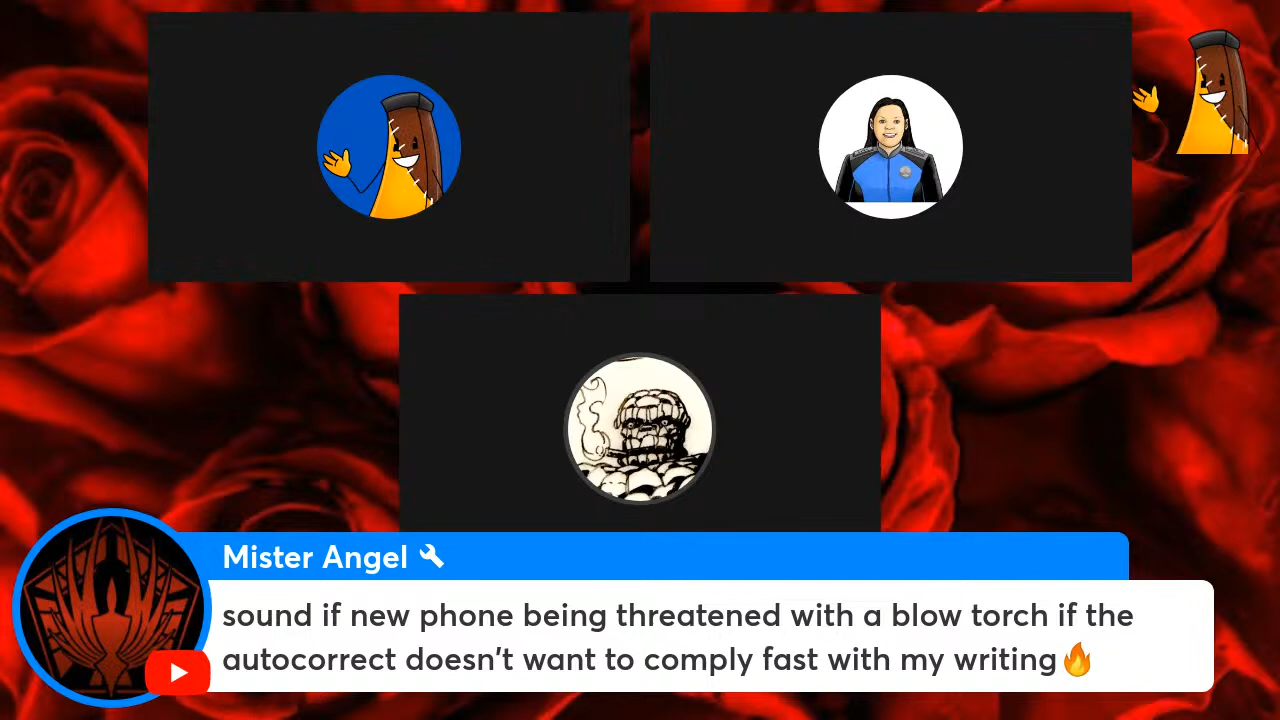 Mister Angel
sound if new phone being threatened with a blow torch if the
autocorrect doesn't want to comply fast with my writing🔥